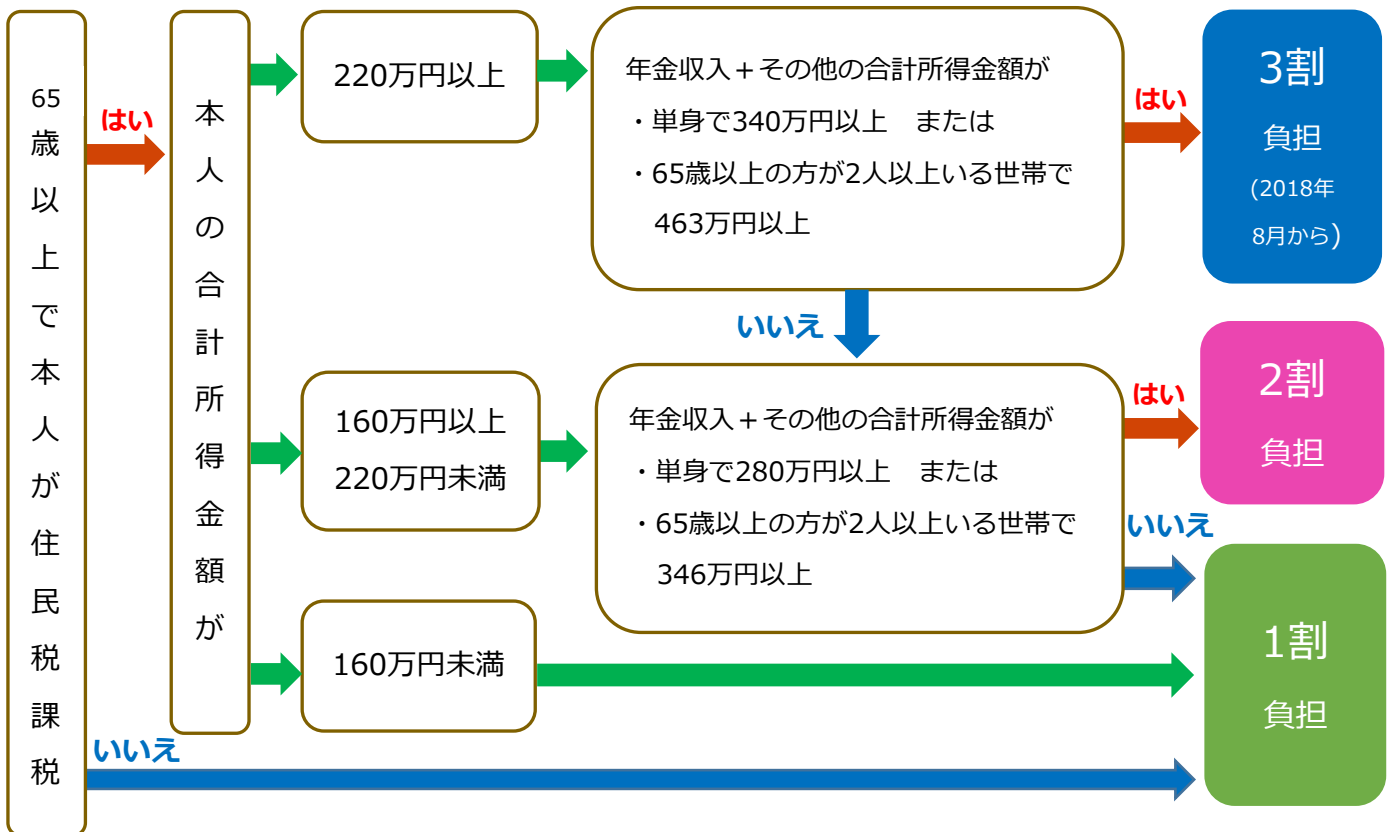 65歳以上で本人が住民税課税
はい
いいえ
本人の合計所得金額が
220万円以上
年金収入＋その他の合計所得金額が
・単身で340万円以上　または
・65歳以上の方が2人以上いる世帯で
463万円以上
はい
3割
負担
(2018年
8月から)
いいえ
160万円以上
220万円未満
年金収入＋その他の合計所得金額が
・単身で280万円以上　または
・65歳以上の方が2人以上いる世帯で
346万円以上
はい
2割
負担
いいえ
160万円未満
1割
負担